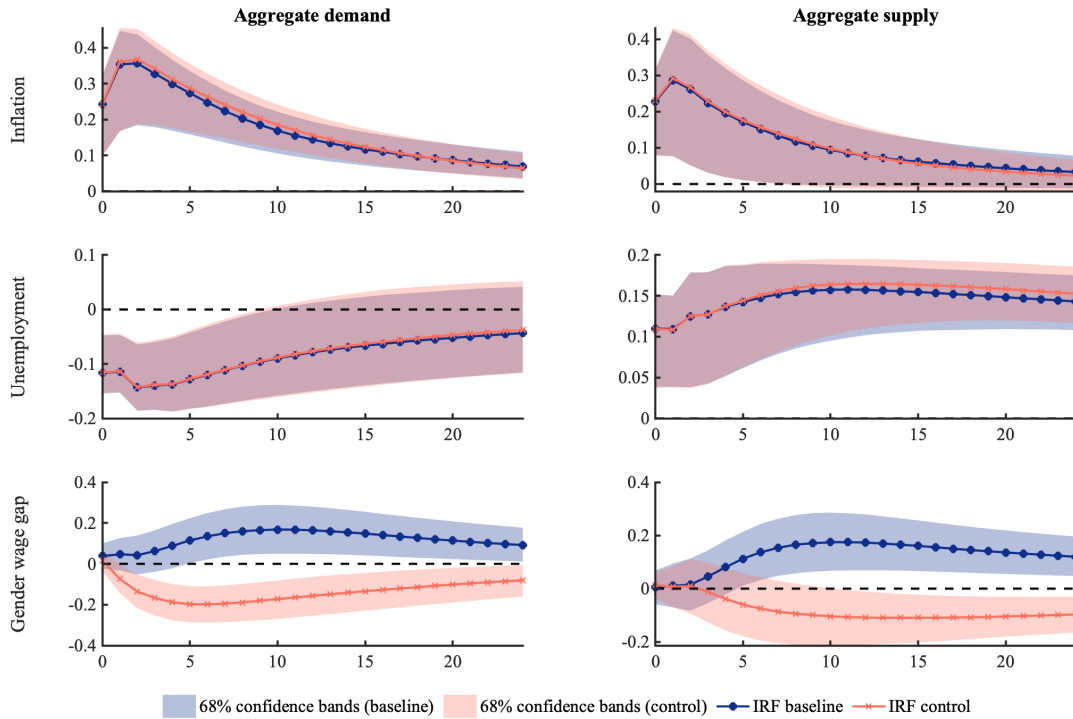 Aggregate demand
Aggregate supply
Inflation
0.4
0.3
0.2
0.1
0
0 5 10 15 20
0.4
0.3
0.2
0.1
0
0 5 10 15 20
Unemployment
0.1
0
-0.1
-0.2
0 5 10 15 20
0.2
0.15
0.1
0.05
0
0 5 10 15 20
Gender wage gap
0.4
0.2
0
-0.2
-0.4
0 5 10 15 20
0.4
0.2
0
-0.2
0 5 10 15 20
68% confidence bands (baseline) 68% confidence bands (control) IRF baseline IRF control